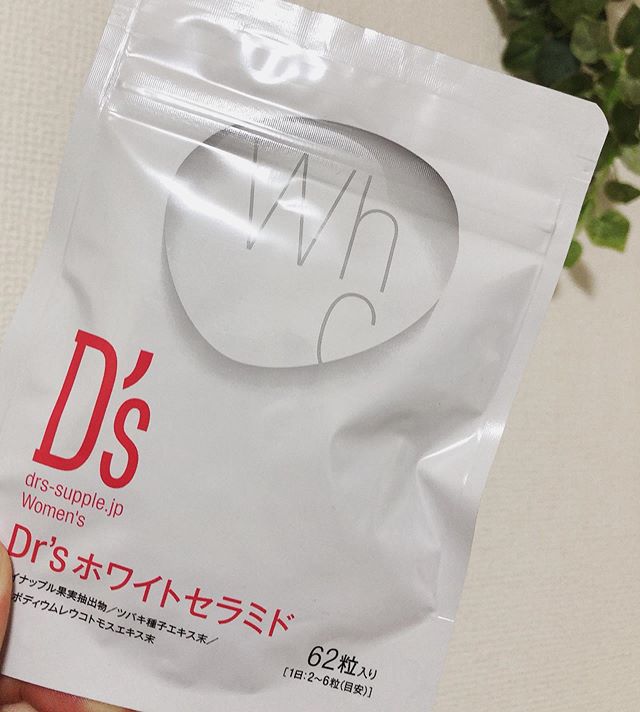 Wh
C
D's
drs-supple.jp
Women's
Dr'sホワイトセラミド
イナップル果実抽出物／ツバキ種子エキス末／
ポディウムレウコトモスエキス末
62粒入り
[1日:2〜6粒(目安)]